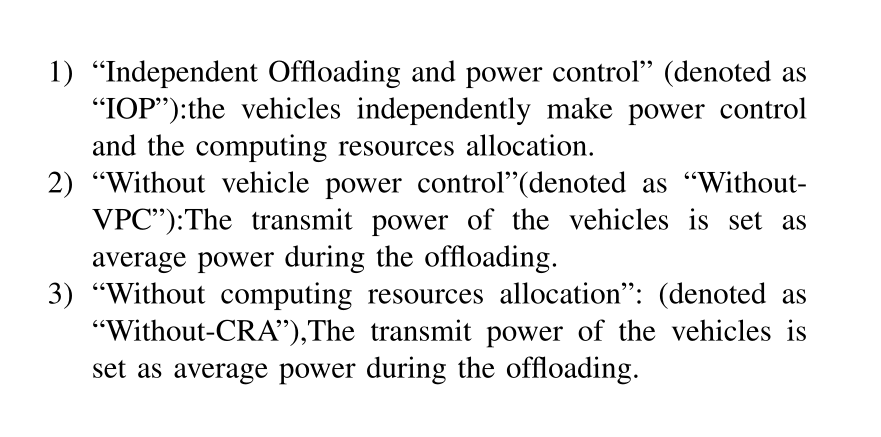 1) “Independent Offloading and power control” (denoted as
“IOP”):the vehicles independently make power control
and the computing resources allocation.
2) “Without vehicle power control”(denoted as “Without-
VPC”):The transmit power of the vehicles is set as
average power during the offloading.
3) “Without computing resources allocation”: (denoted as
“Without-CRA”),The transmit power of the vehicles is
set as average power during the offloading.